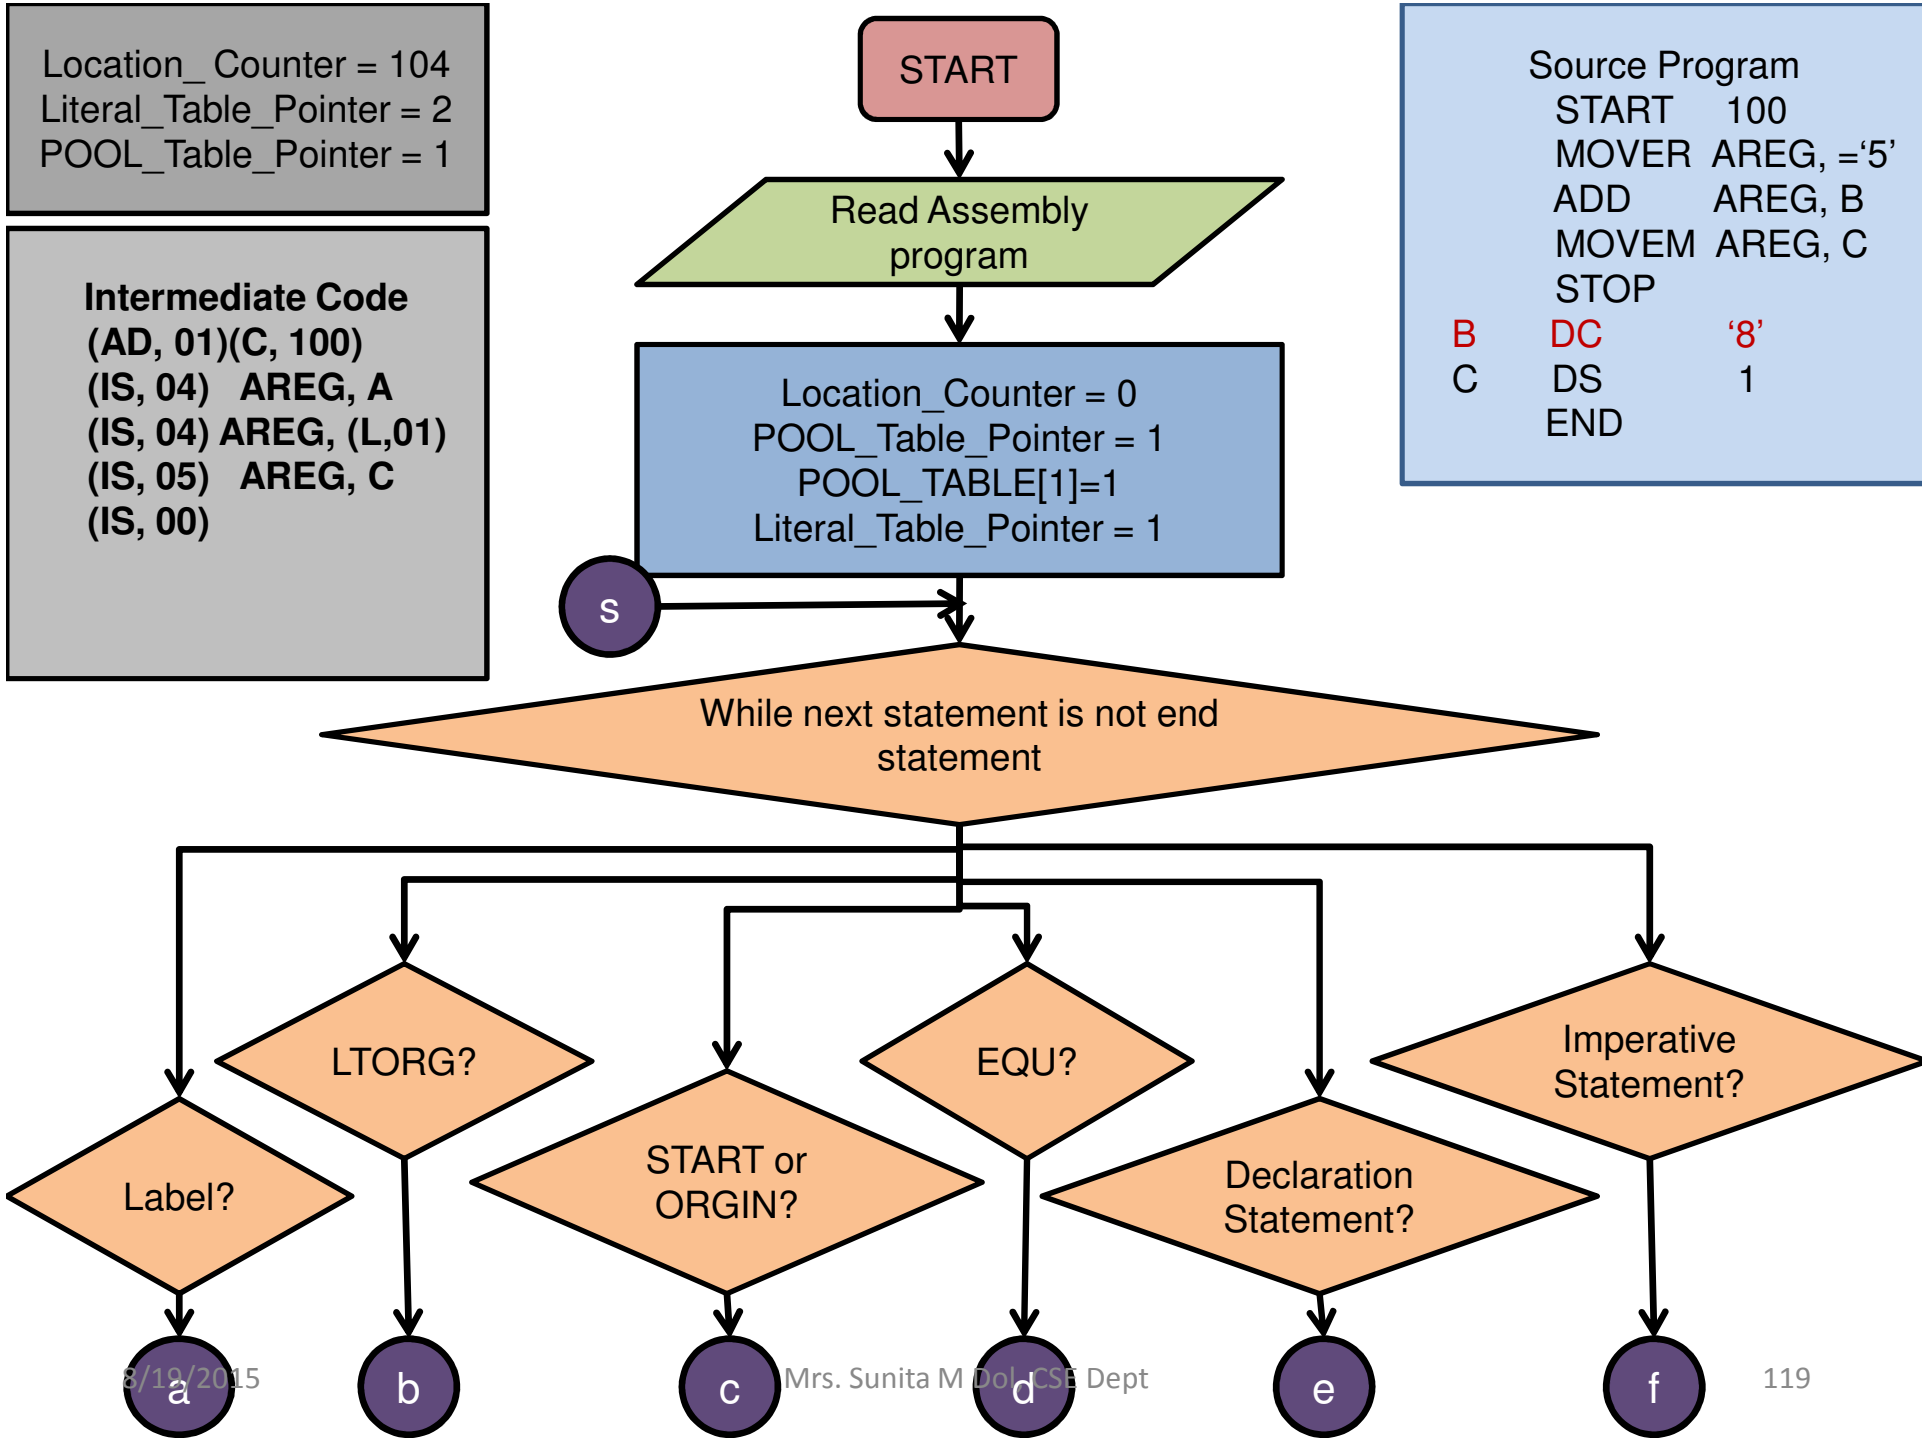 Location_ Counter = 104
Literal_Table_Pointer = 2
POOL_Table_Pointer = 1
Intermediate Code
(AD, 01)(C, 100)
(IS, 04) AREG, A
(IS, 04) AREG, (L,01)
(IS, 05) AREG, C
(IS, 00)
START
Read Assembly
program
Location_Counter = 0
POOL_Table_Pointer = 1
POOL_TABLE[1]=1
Literal_Table_Pointer = 1
s
Source Program
START 100
MOVER AREG, =‘5’
ADD AREG, B
MOVEM AREG, C
STOP
B DC ‘8’
C DS 1
END
While next statement is not end
statement
Label?
LTORG?
START or
ORGIN?
EQU?
Declaration
Statement?
Imperative
Statement?
a
b
c
d
e
f
8/19/2015
Mrs. Sunita M Dol, CSE Dept
119